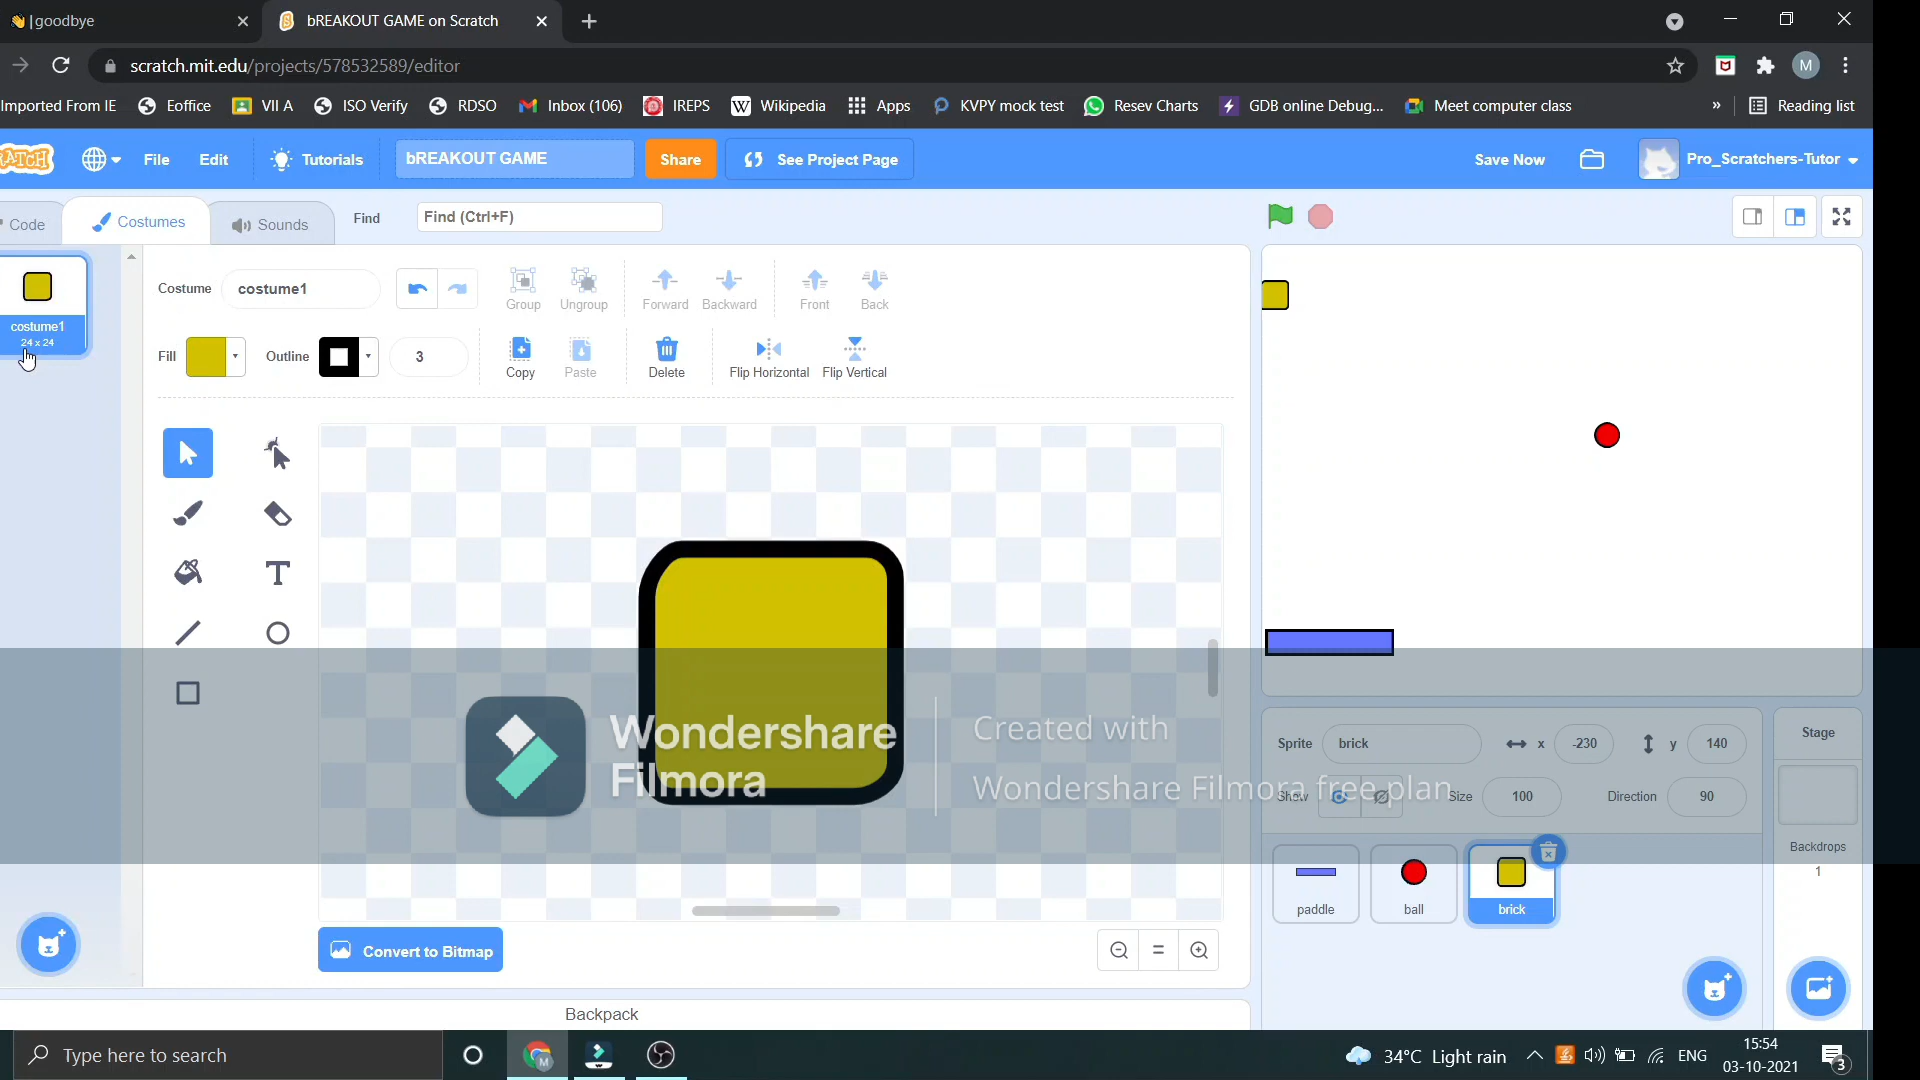 |goodbye
bREAKOUT GAME on Scratch
scratch.mit.edu/projects/578532589/editor
M
Imported From IE
Eoffice
VII A
ISO Verify
RDSO
Inbox (106)
IREPS
Wikipedia
Apps
KVPY mock test
Resev Charts
GDB online Debug...
Meet computer class
»
Reading list
File
Edit
Tutorials
bREAKOUT GAME
Share
See Project Page
Save Now
Pro_Scratchers-Tutor
Code
Costumes
Sounds
Find
Find (Ctrl+F)
costume1
24 x 24
Costume
costume1
Group
Ungroup
Forward
Backward
Front
Back
Fill
Outline
3
Copy
Paste
Delete
Flip Horizontal
Flip Vertical
T
Wondershare
Filmora
Created with
Wondershare Filmora free plan
Sprite
brick
x
-230
y
140
Show
Size
100
Direction
90
Stage
Backdrops
1
paddle
ball
brick
Convert to Bitmap
Backpack
Type here to search
34°C Light rain
ENG
15:54
03-10-2021
3